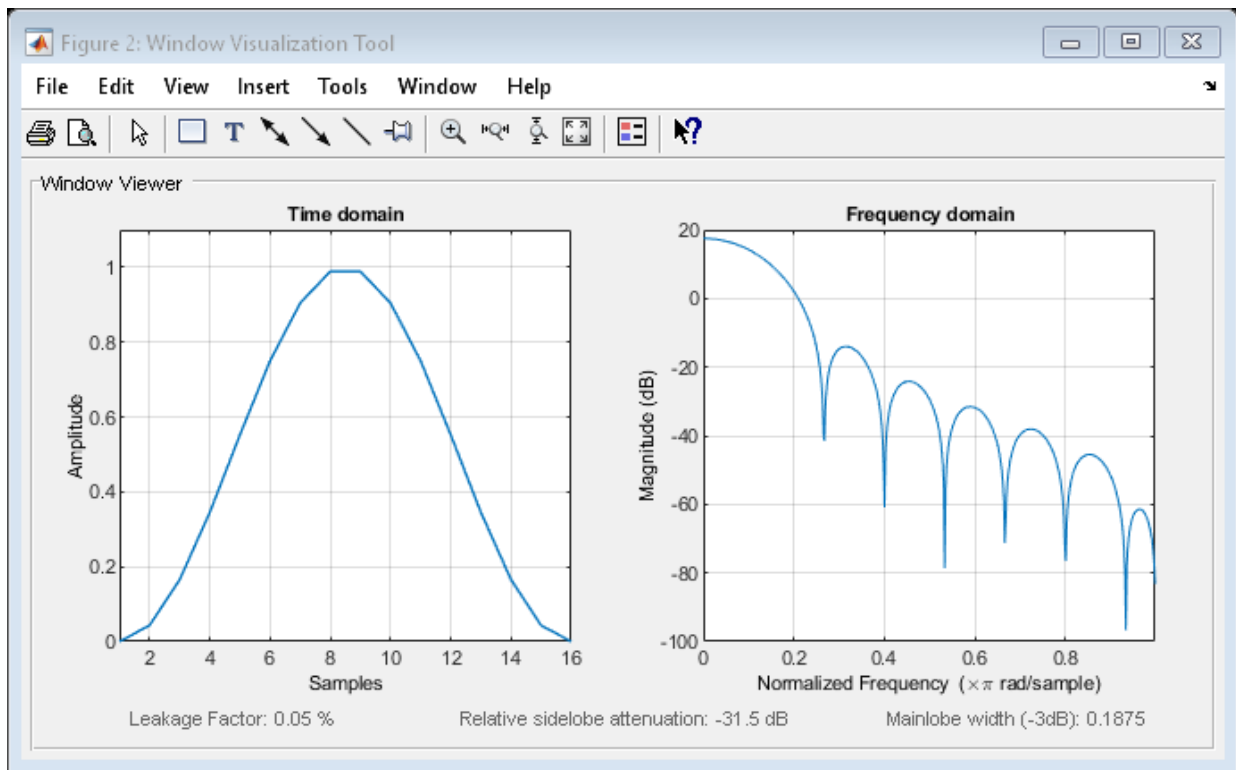 Figure 2: Window Visualization Tool
File Edit View Insert Tools Window Help
T
?
Window Viewer
Time domain
1
0.8
0.6
0.4
0.2
0
Amplitude
2 4 6 8 10 12 14 16
Samples
Frequency domain
20
0
-20
-40
-60
-80
-100
Magnitude (dB)
0 0.2 0.4 0.6 0.8
Normalized Frequency (×π rad/sample)
Leakage Factor: 0.05 % Relative sidelobe attenuation: -31.5 dB Mainlobe width (-3dB): 0.1875